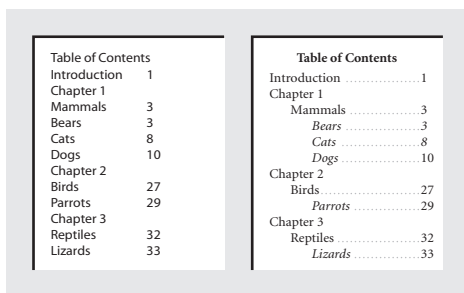 Table of Contents
Introduction 1
Chapter 1
Mammals 3
Bears 3
Cats 8
Dogs 10
Chapter 2
Birds 27
Parrots 29
Chapter 3
Reptiles 32
Lizards 33
Table of Contents
Introduction ..................1
Chapter 1
Mammals ..................3
Bears ..................3
Cats ..................8
Dogs ..................10
Chapter 2
Birds ..................27
Parrots ..................29
Chapter 3
Reptiles ..................32
Lizards ..................33